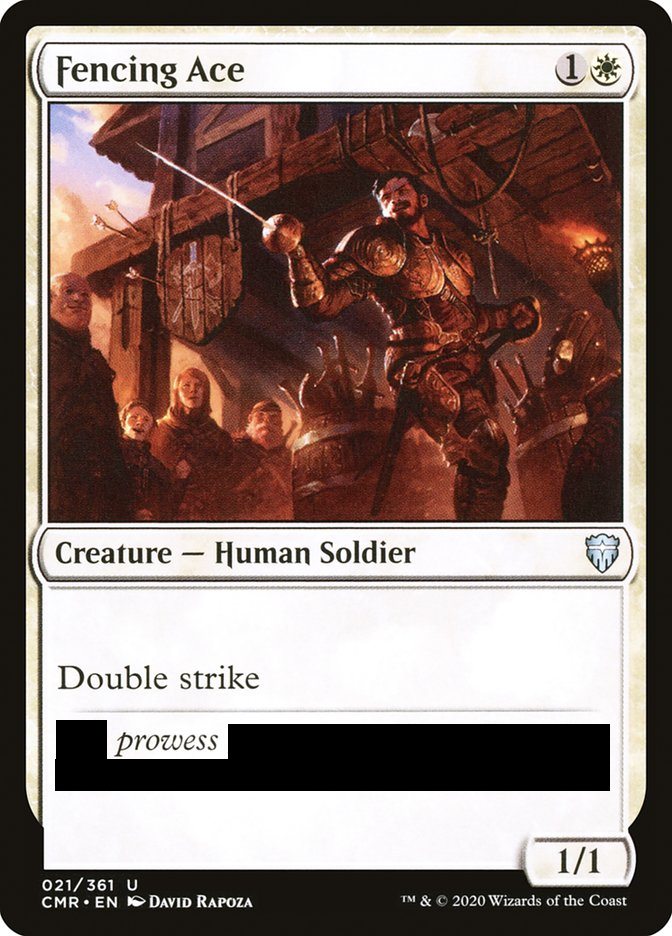 Fencing Ace 1
Creature — Human Soldier
Double strike
prowess
1/1
021/361 U
CMR • EN DAVID RAPOZA ™ & © 2020 Wizards of the Coast